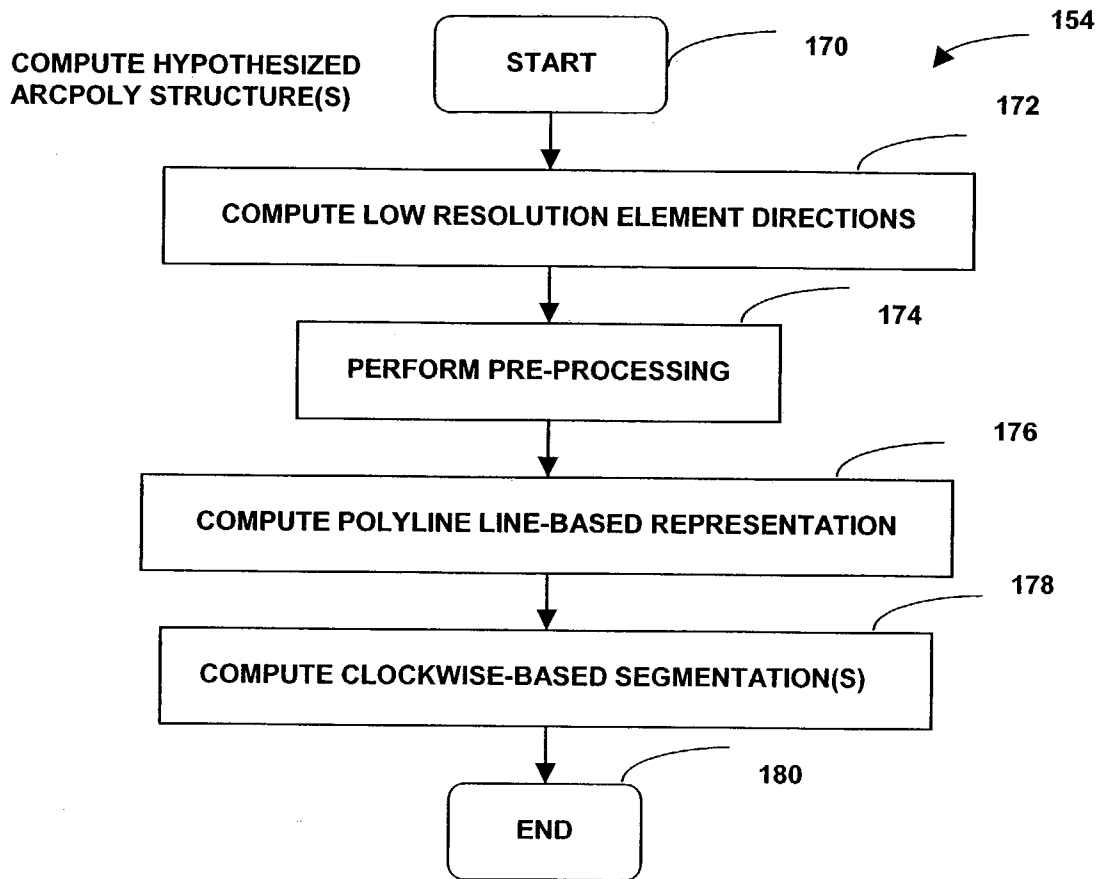 154
START
170
COMPUTE HYPOTHESIZED
ARCPOLY STRUCTURE(S)
172
COMPUTE LOW RESOLUTION ELEMENT DIRECTIONS
174
PERFORM PRE-PROCESSING
176
COMPUTE POLYLINE LINE-BASED REPRESENTATION
178
COMPUTE CLOCKWISE-BASED SEGMENTATION(S)
180
END